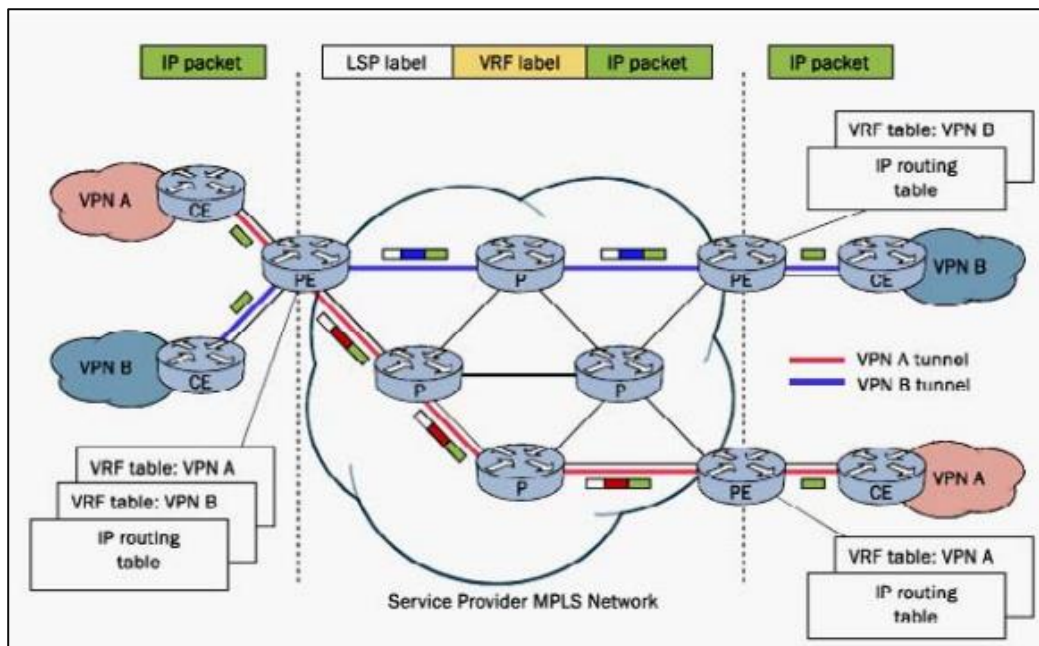 IP packet
LSP label
VRF label
IP packet
IP packet
VRF table: VPN B
IP routing
table
VPN A
CE
PE
P
PE
CE
VPN B
VPN B
CE
P
P
VPN A tunnel
VPN B tunnel
VRF table: VPN A
VRF table: VPN B
IP routing
table
P
PE
CE
VPN A
VRF table: VPN A
IP routing
table
Service Provider MPLS Network